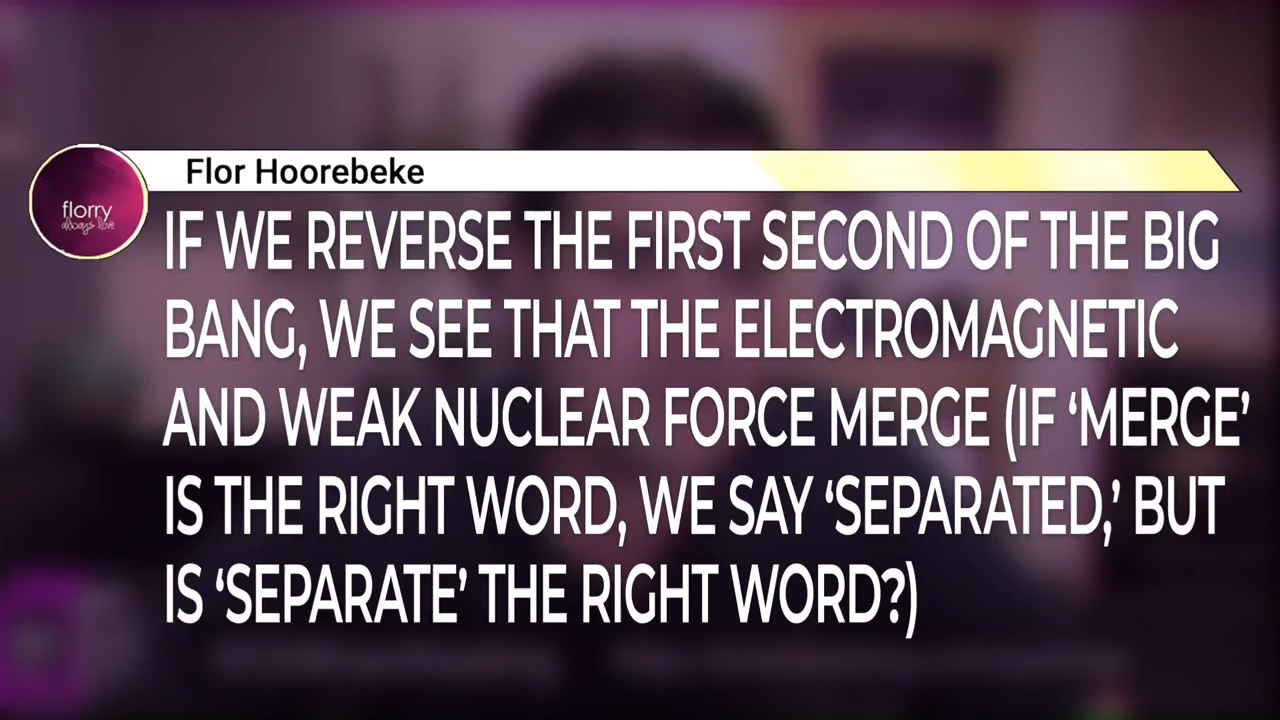 Flor Hoorebeke
florry
always love
IF WE REVERSE THE FIRST SECOND OF THE BIG
BANG, WE SEE THAT THE ELECTROMAGNETIC
AND WEAK NUCLEAR FORCE MERGE (IF ‘MERGE’
IS THE RIGHT WORD, WE SAY ‘SEPARATED,’ BUT
IS ‘SEPARATE’ THE RIGHT WORD?)